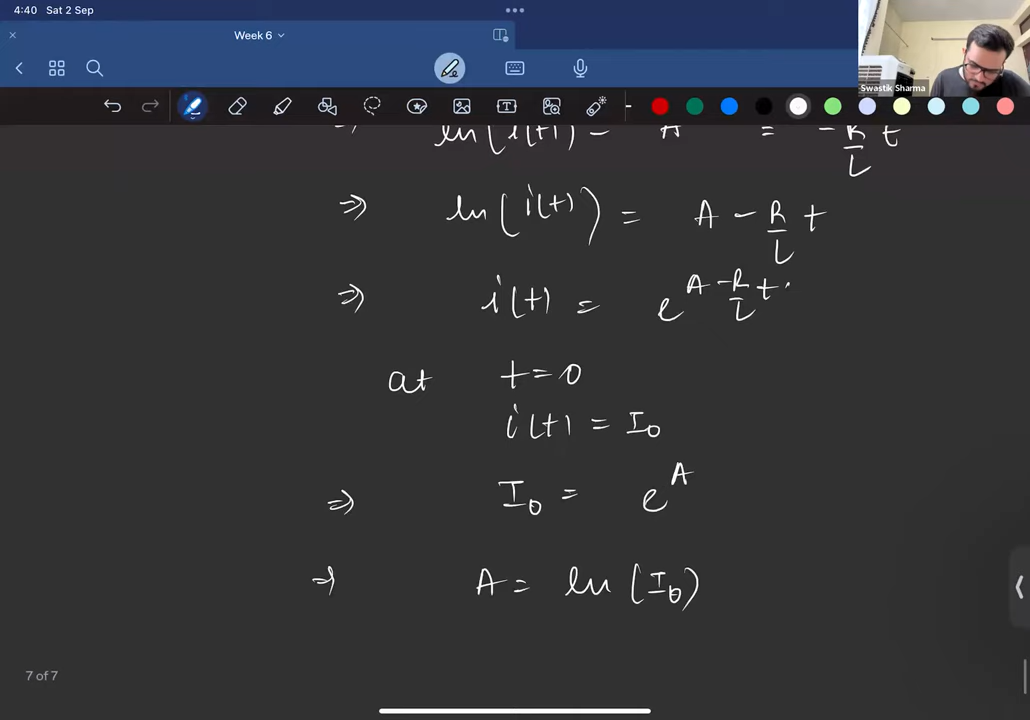 4:40 Sat 2 Sep
Week 6
Swastik Sharma
⇒ ln(i(t)) - A = -R/L t
⇒ ln(i(t)) = A - R/L t
⇒ i(t) = e^(A - R/L t)
at t=0
i(t) = I₀
⇒ I₀ = e^A
⇒ A = ln(I₀)
7 of 7